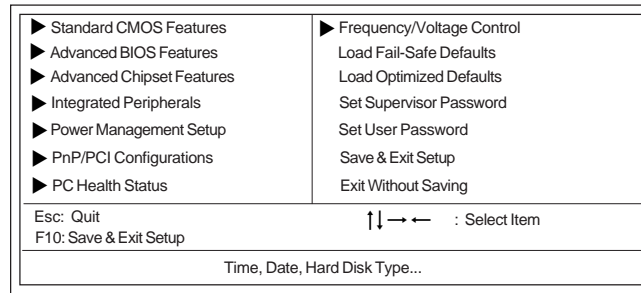 ▶ Standard CMOS Features
▶ Advanced BIOS Features
▶ Advanced Chipset Features
▶ Integrated Peripherals
▶ Power Management Setup
▶ PnP/PCI Configurations
▶ PC Health Status
▶ Frequency/Voltage Control
Load Fail-Safe Defaults
Load Optimized Defaults
Set Supervisor Password
Set User Password
Save & Exit Setup
Exit Without Saving
Esc: Quit
F10: Save & Exit Setup
↑↓→← : Select Item
Time, Date, Hard Disk Type...